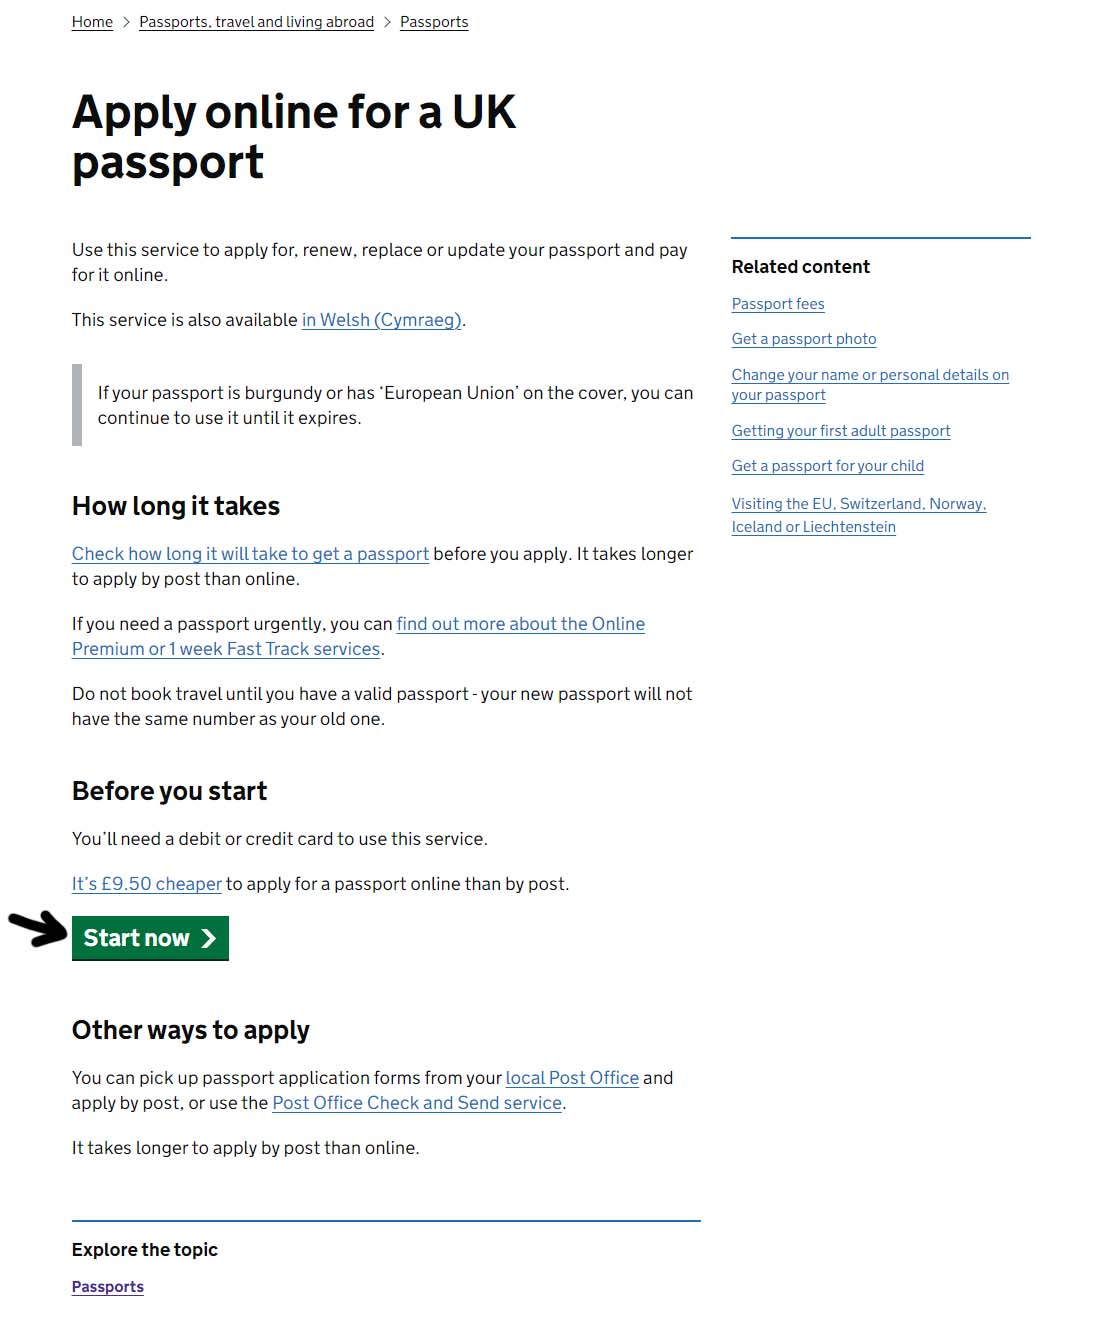 Home > Passports, travel and living abroad > Passports
Apply online for a UK
passport
Use this service to apply for, renew, replace or update your passport and pay
for it online.
This service is also available in Welsh (Cymraeg).
If your passport is burgundy or has ‘European Union’ on the cover, you can
continue to use it until it expires.
How long it takes
Check how long it will take to get a passport before you apply. It takes longer
to apply by post than online.
If you need a passport urgently, you can find out more about the Online
Premium or 1 week Fast Track services.
Do not book travel until you have a valid passport - your new passport will not
have the same number as your old one.
Before you start
You’ll need a debit or credit card to use this service.
It’s £9.50 cheaper to apply for a passport online than by post.
Start now
Other ways to apply
You can pick up passport application forms from your local Post Office and
apply by post, or use the Post Office Check and Send service.
It takes longer to apply by post than online.
Explore the topic
Passports
Related content
Passport fees
Get a passport photo
Change your name or personal details on
your passport
Getting your first adult passport
Get a passport for your child
Visiting the EU, Switzerland, Norway,
Iceland or Liechtenstein